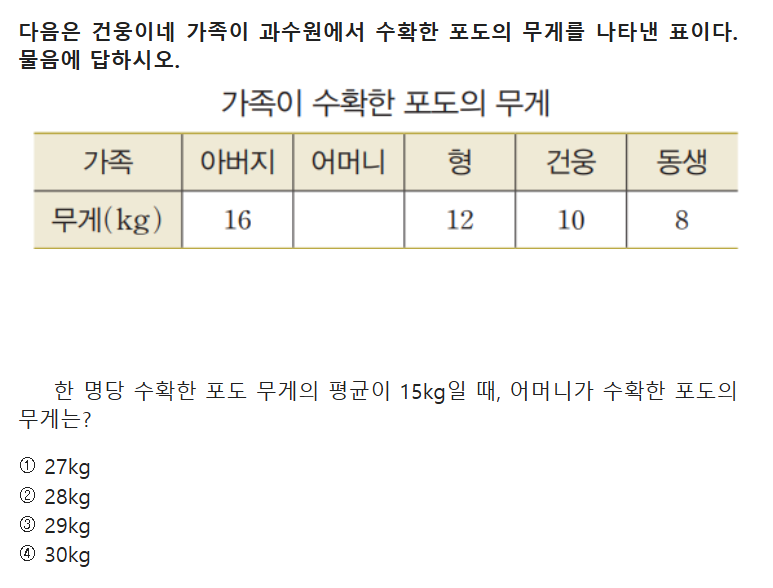 다음은 건웅이네 가족이 과수원에서 수확한 포도의 무게를 나타낸 표이다.
물음에 답하시오.
가족이 수확한 포도의 무게
가족 아버지 어머니 형 건웅 동생
무게(kg) 16 12 10 8
한 명당 수확한 포도 무게의 평균이 15kg일 때, 어머니가 수확한 포도의
무게는?
① 27kg
② 28kg
③ 29kg
④ 30kg